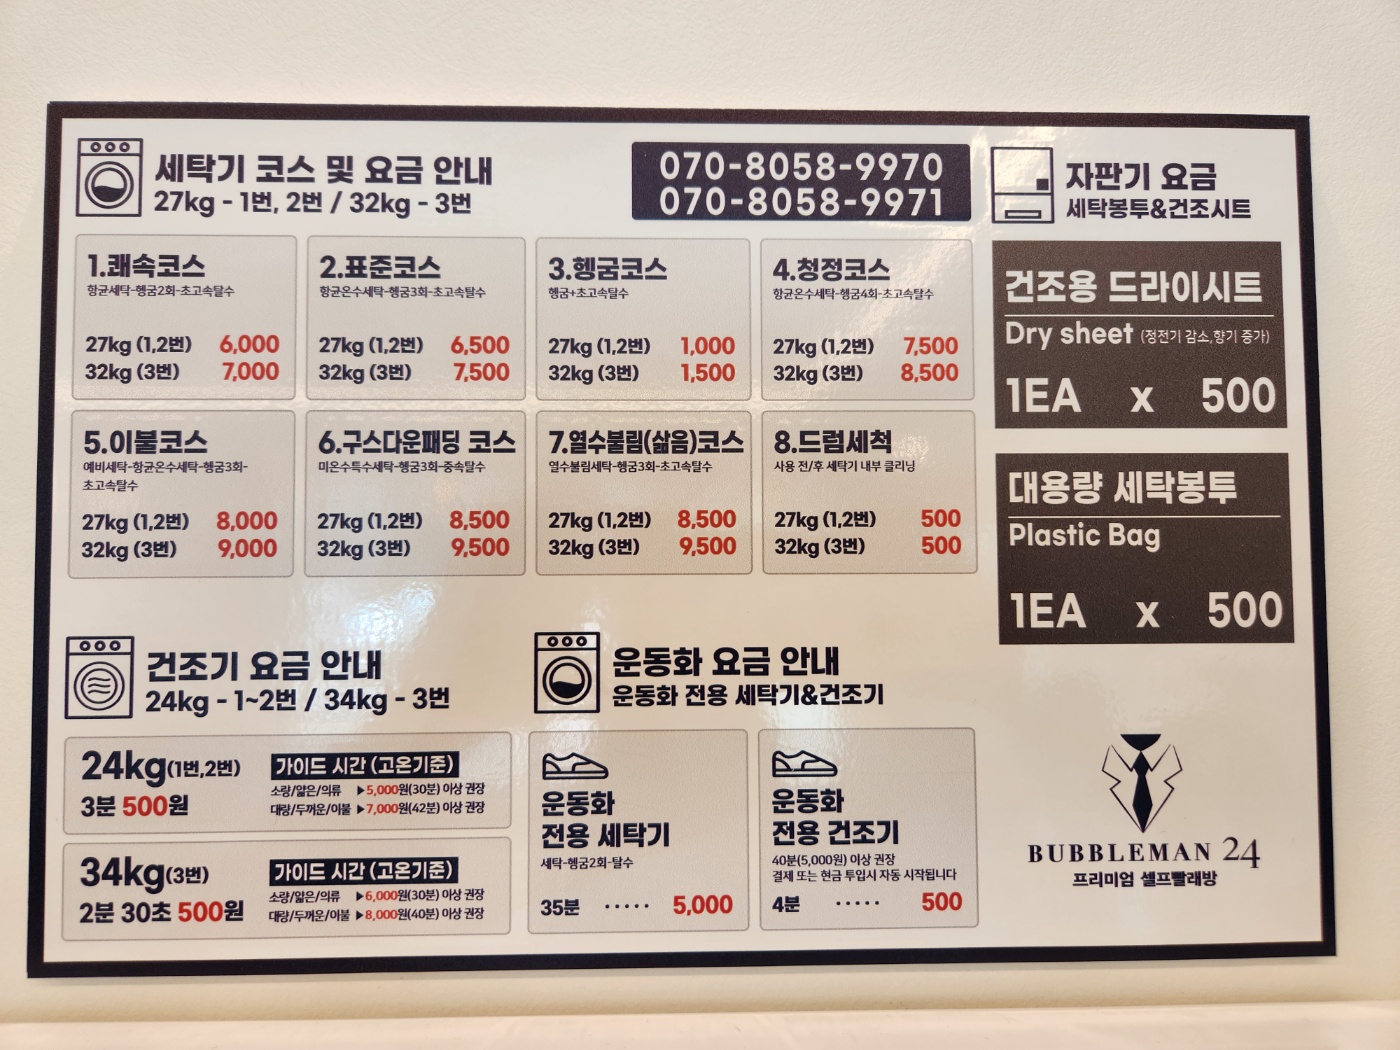 세탁기 코스 및 요금 안내
27kg - 1번, 2번 / 32kg - 3번
070-8058-9970
070-8058-9971
자판기 요금
세탁봉투&건조시트
1.쾌속코스
항균세탁-헹굼2회-초고속탈수
27kg (1,2번) 6,000
32kg (3번) 7,000
2.표준코스
항균온수세탁-헹굼3회-초고속탈수
27kg (1,2번) 6,500
32kg (3번) 7,500
3.헹굼코스
헹굼+초고속탈수
27kg (1,2번) 1,000
32kg (3번) 1,500
4.청정코스
항균온수세탁-헹굼4회-초고속탈수
27kg (1,2번) 7,500
32kg (3번) 8,500
건조용 드라이시트
Dry sheet (정전기 감소,향기 증가)
1EA x 500
5.이불코스
예비세탁-항균온수세탁-헹굼3회-
초고속탈수
27kg (1,2번) 8,000
32kg (3번) 9,000
6.구스다운패딩 코스
미온수특수세탁-헹굼3회-중속탈수
27kg (1,2번) 8,500
32kg (3번) 9,500
7.열수불림(삶음)코스
열수불림세탁-헹굼3회-초고속탈수
27kg (1,2번) 8,500
32kg (3번) 9,500
8.드럼세척
사용 전/후 세탁기 내부 클리닝
27kg (1,2번) 500
32kg (3번) 500
대용량 세탁봉투
Plastic Bag
1EA x 500
건조기 요금 안내
24kg - 1~2번 / 34kg - 3번
24kg(1번,2번)
3분 500원
가이드 시간 (고온기준)
소량/얇은/의류 ▶5,000원(30분) 이상 권장
대량/두꺼운/이불 ▶7,000원(42분) 이상 권장
34kg(3번)
2분 30초 500원
가이드 시간 (고온기준)
소량/얇은/의류 ▶6,000원(30분) 이상 권장
대량/두꺼운/이불 ▶8,000원(40분) 이상 권장
운동화 요금 안내
운동화 전용 세탁기&건조기
운동화
전용 세탁기
세탁-헹굼2회-탈수
35분 ····· 5,000
운동화
전용 건조기
40분(5,000원) 이상 권장
결제 또는 현금 투입시 자동 시작됩니다
4분 ····· 500
BUBBLEMAN 24
프리미엄 셀프빨래방